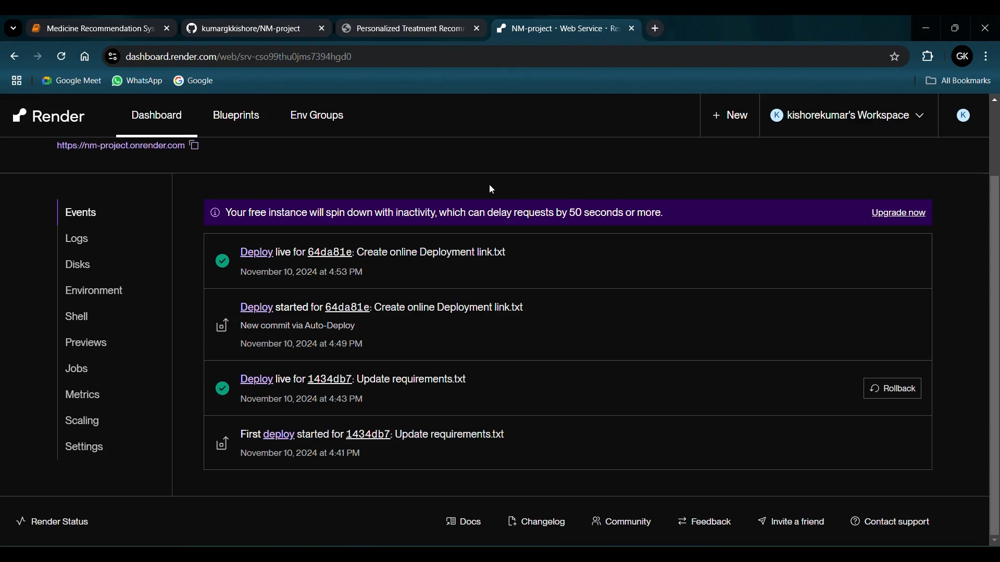 Medicine Recommendation Sys
kumargkkishore/NM-project
Personalized Treatment Recom
NM-project · Web Service · Re
dashboard.render.com/web/srv-cso99thu0jms7394hgd0
GK
Google Meet
WhatsApp
Google
All Bookmarks
Render
Dashboard
Blueprints
Env Groups
+ New
K kishorekumar's Workspace
K
https://nm-project.onrender.com
Events
Logs
Disks
Environment
Shell
Previews
Jobs
Metrics
Scaling
Settings
Your free instance will spin down with inactivity, which can delay requests by 50 seconds or more.
Upgrade now
Deploy live for 64da81e: Create online Deployment link.txt
November 10, 2024 at 4:53 PM
Deploy started for 64da81e: Create online Deployment link.txt
New commit via Auto-Deploy
November 10, 2024 at 4:49 PM
Deploy live for 1434db7: Update requirements.txt
November 10, 2024 at 4:43 PM
Rollback
First deploy started for 1434db7: Update requirements.txt
November 10, 2024 at 4:41 PM
Render Status
Docs
Changelog
Community
Feedback
Invite a friend
Contact support